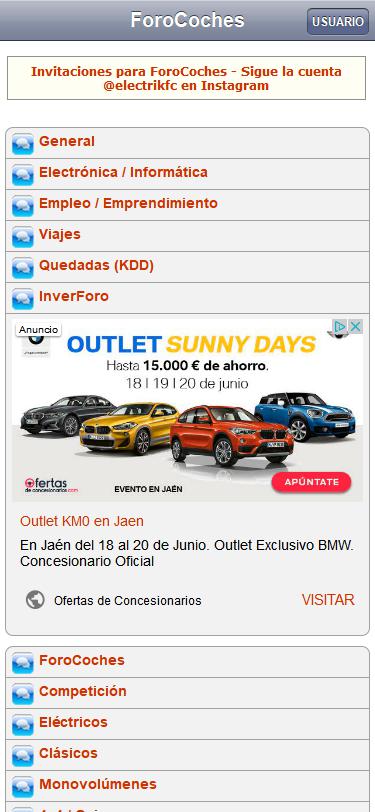 ForoCoches
USUARIO
Invitaciones para ForoCoches - Sigue la cuenta
@electrikfc en Instagram
General
Electrónica / Informática
Empleo / Emprendimiento
Viajes
Quedadas (KDD)
InverForo
Anuncio
OUTLET SUNNY DAYS
Hasta 15.000 € de ahorro.
18 | 19 | 20 de junio
Ofertas
de concesionarios.com
EVENTO EN JAÉN
APÚNTATE
Outlet KM0 en Jaen
En Jaén del 18 al 20 de Junio. Outlet Exclusivo BMW.
Concesionario Oficial
Ofertas de Concesionarios
VISITAR
ForoCoches
Competición
Eléctricos
Clásicos
Monovolúmenes